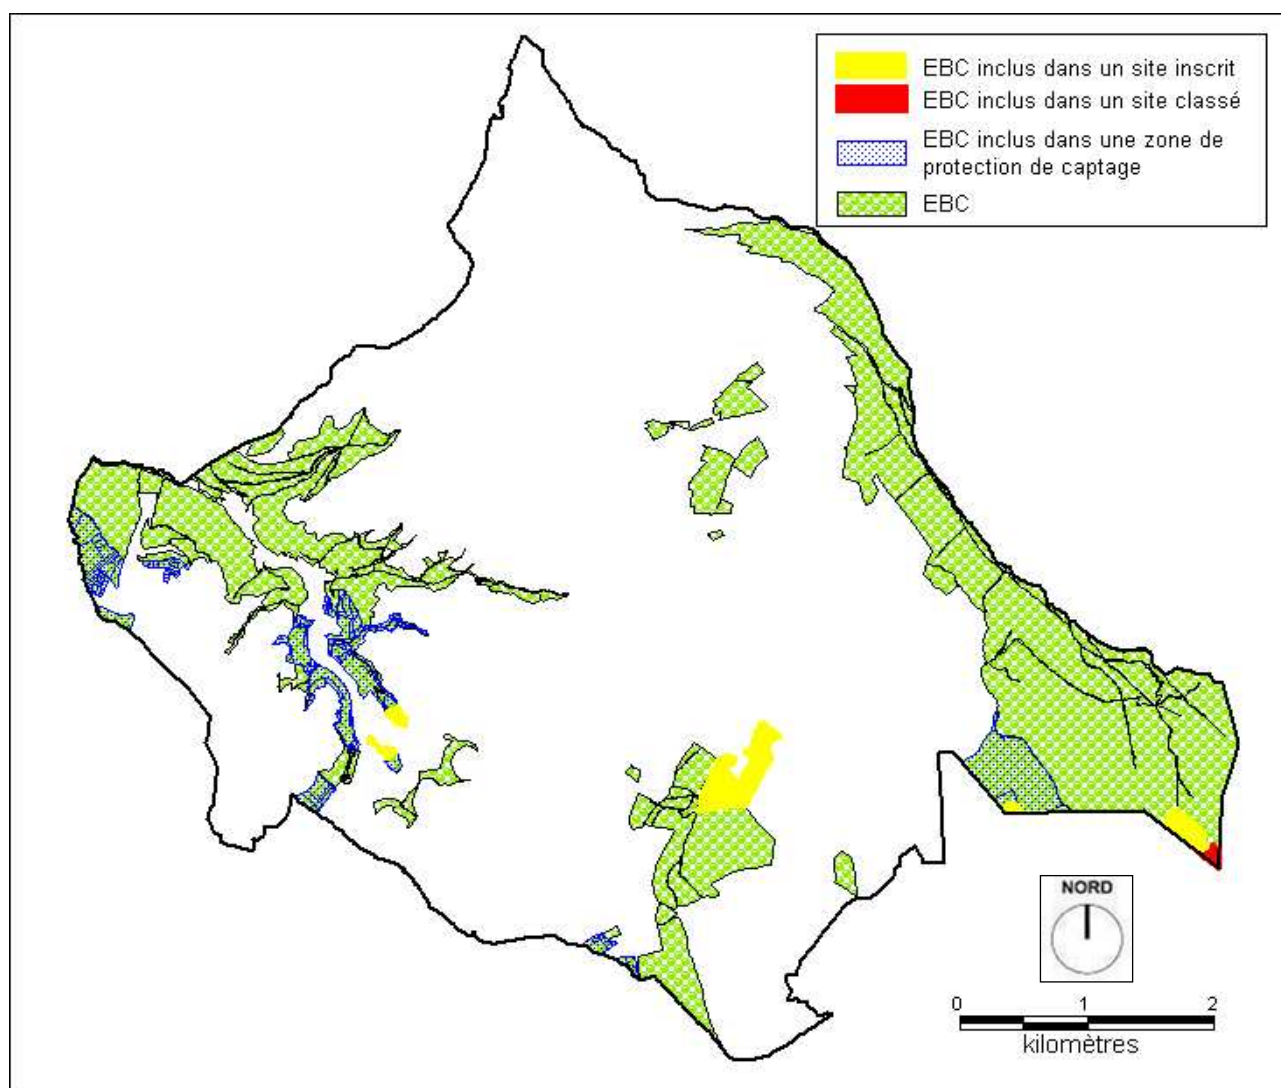 EBC inclus dans un site inscrit
EBC inclus dans un site classé
EBC inclus dans une zone de
protection de captage
EBC
NORD
0 1 2
kilomètres